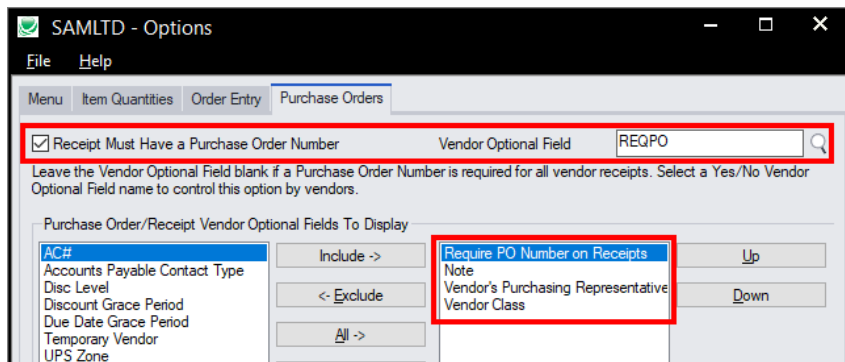 SAMLTD - Options
File Help
Menu Item Quantities Order Entry Purchase Orders
Receipt Must Have a Purchase Order Number Vendor Optional Field REQPO
Leave the Vendor Optional Field blank if a Purchase Order Number is required for all vendor receipts. Select a Yes/No Vendor
Optional Field name to control this option by vendors.
Purchase Order/Receipt Vendor Optional Fields To Display
AC# Include -> Require PO Number on Receipts Up
Accounts Payable Contact Type Note
Disc Level <- Exclude Vendor's Purchasing Representative Down
Discount Grace Period Vendor Class
Due Date Grace Period
Temporary Vendor All ->
UPS Zone